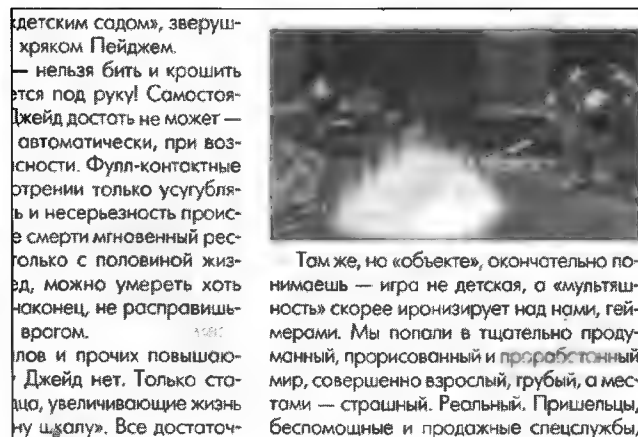 детским садом», зверуш-
хряком Пейджем.
— нельзя бить и крошить
ется под руку! Самостоя-
Джейд достать не может —
автоматически, при воз-
сности. Фулл-контактные
отрении только усугубля-
ь и несерьезность проис-
е смерти мгновенный рес-
только с половиной жиз-
ед, можно умереть хоть
наконец, не расправишь-
врагом.
лов и прочих повышаю-
Джейд нет. Только ста-
дца, увеличивающие жизнь
ну шкалу». Все достаточ-
Там же, на «объекте», окончательно по-
нимаешь — игра не детская, а «мультяш-
ность» скорее иронизирует над нами, гей-
мерами. Мы попали в тщательно проду-
манный, прорисованный и проработанный
мир, совершенно взрослый, грубый, а мес-
тами — страшный. Реальный. Пришельцы,
беспомощные и продажные спецслужбы,